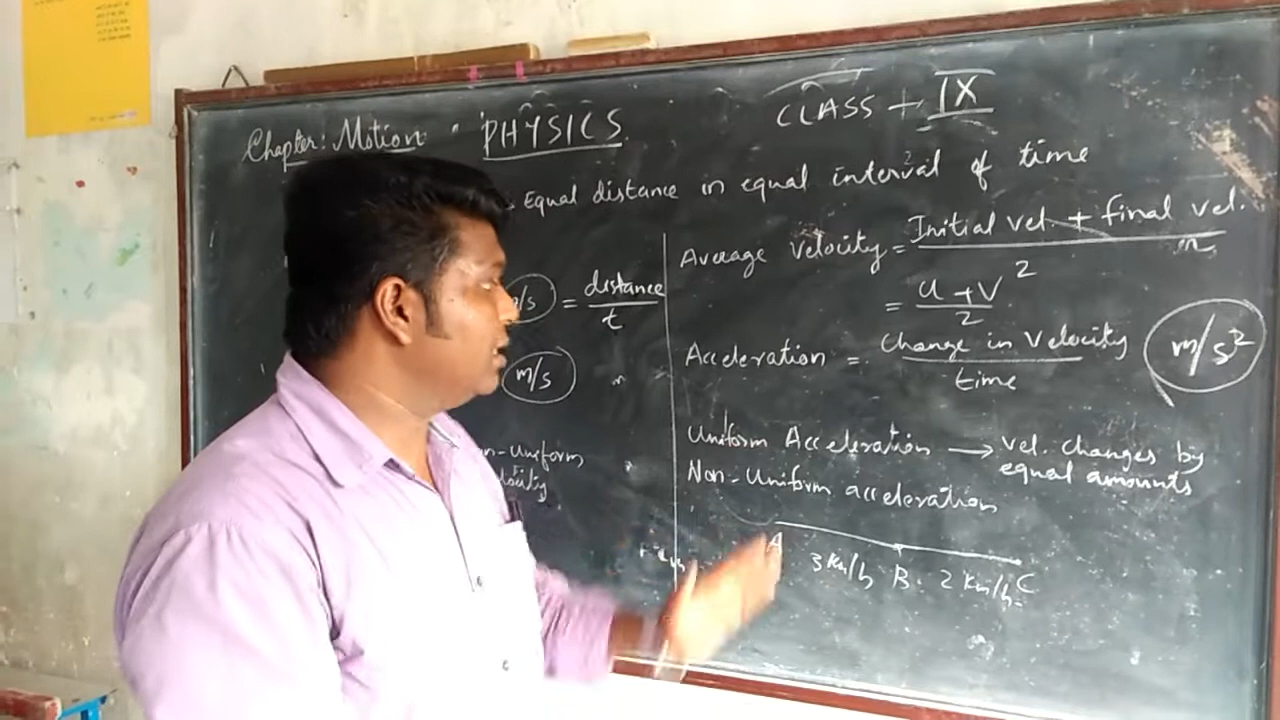 Chapter: Motion PHYSICS CLASS IX
Equal distance in equal interval of time
Average Velocity = Initial vel. + final vel.
2
= u + v
2
m/s = distance
t
Acceleration = Change in Velocity
time
m/s²
m/s
Uniform Acceleration → vel. changes by
equal amounts
Non-Uniform acceleration
n-Uniform
A 3 Km/h B 2 Km/h C